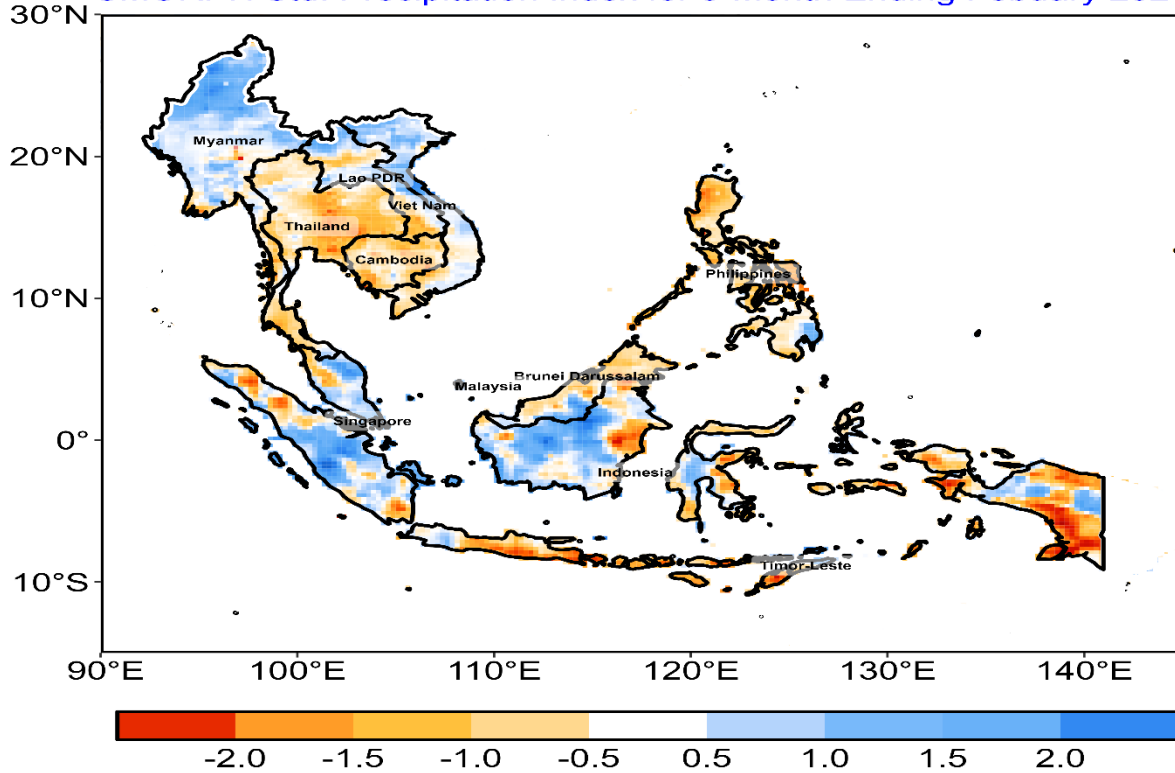 30°N
20°N
10°N
0°
10°S
Myanmar
Lao PDR
Viet Nam
Thailand
Cambodia
Philippines
Brunei Darussalam
Malaysia
Singapore
Indonesia
Timor-Leste
90°E 100°E 110°E 120°E 130°E 140°E
-2.0 -1.5 -1.0 -0.5 0.5 1.0 1.5 2.0